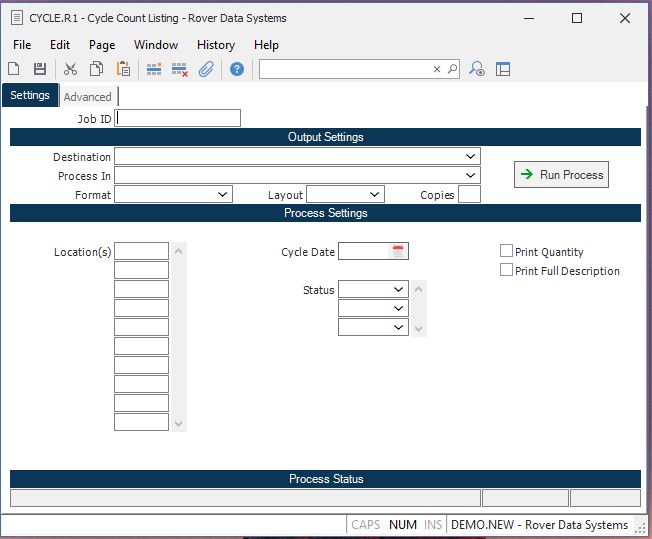 CYCLE.R1 - Cycle Count Listing - Rover Data Systems
File Edit Page Window History Help
Settings Advanced
Job ID
Output Settings
Destination
Process In
Run Process
Format Layout Copies
Process Settings
Location(s) Cycle Date Print Quantity
Print Full Description
Status
Process Status
CAPS NUM INS DEMO.NEW - Rover Data Systems